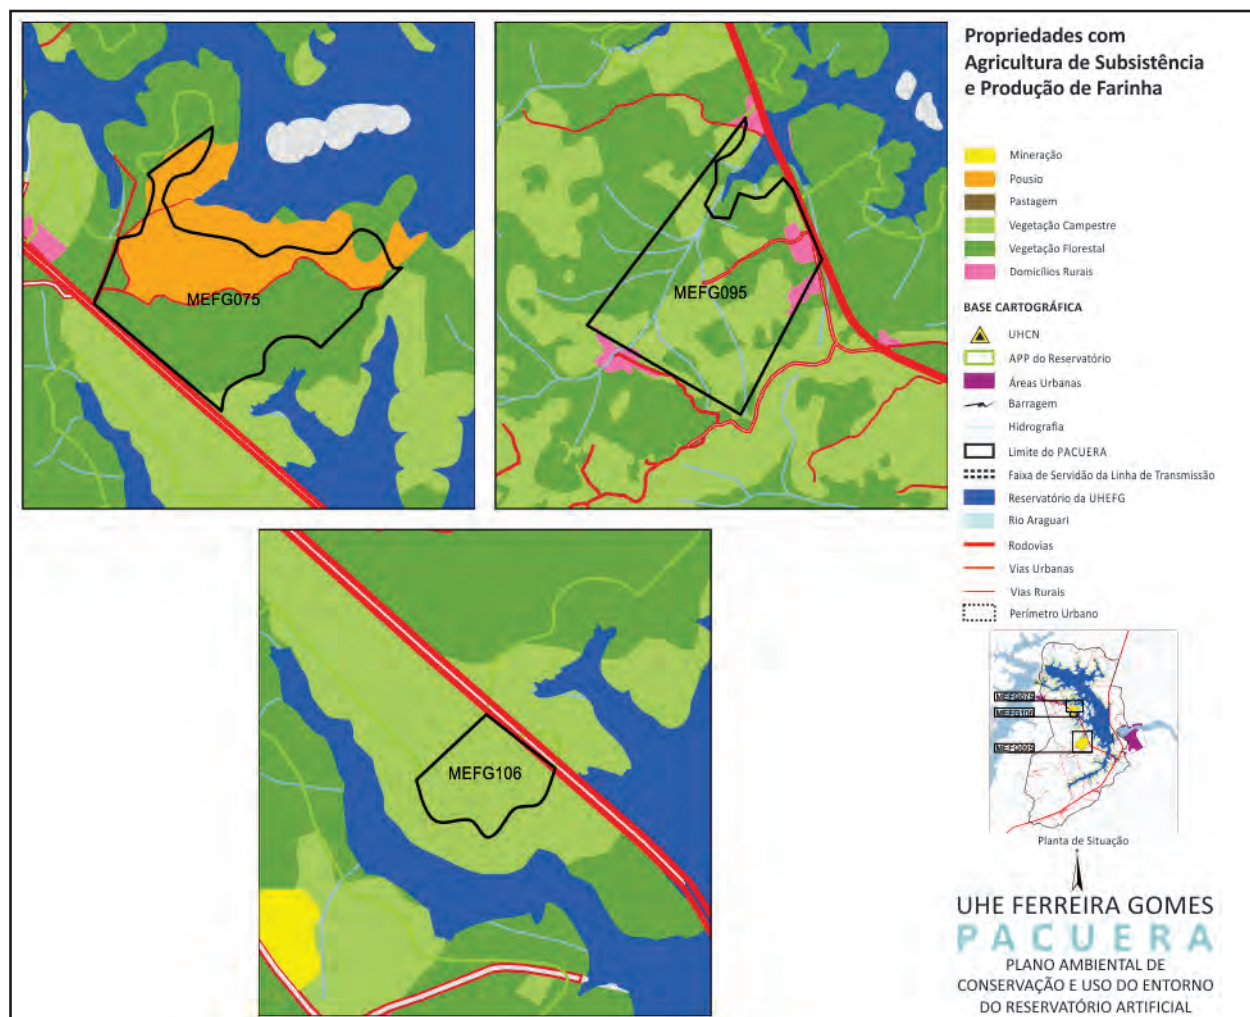 MEFG075
MEFG095
MEFG106
Propriedades com
Agricultura de Subsistência
e Produção de Farinha
Mineração
Pousio
Pastagem
Vegetação Campestre
Vegetação Florestal
Domicílios Rurais
BASE CARTOGRÁFICA
UHCN
APP do Reservatório
Áreas Urbanas
Barragem
Hidrografia
Limite do PACUERA
Faixa de Servidão da Linha de Transmissão
Reservatório da UHEFG
Rio Araguari
Rodovias
Vias Urbanas
Vias Rurais
Perímetro Urbano
MEFG075
MEFG106
MEFG095
Planta de Situação
UHE FERREIRA GOMES
PACUERA
PLANO AMBIENTAL DE
CONSERVAÇÃO E USO DO ENTORNO
DO RESERVATÓRIO ARTIFICIAL